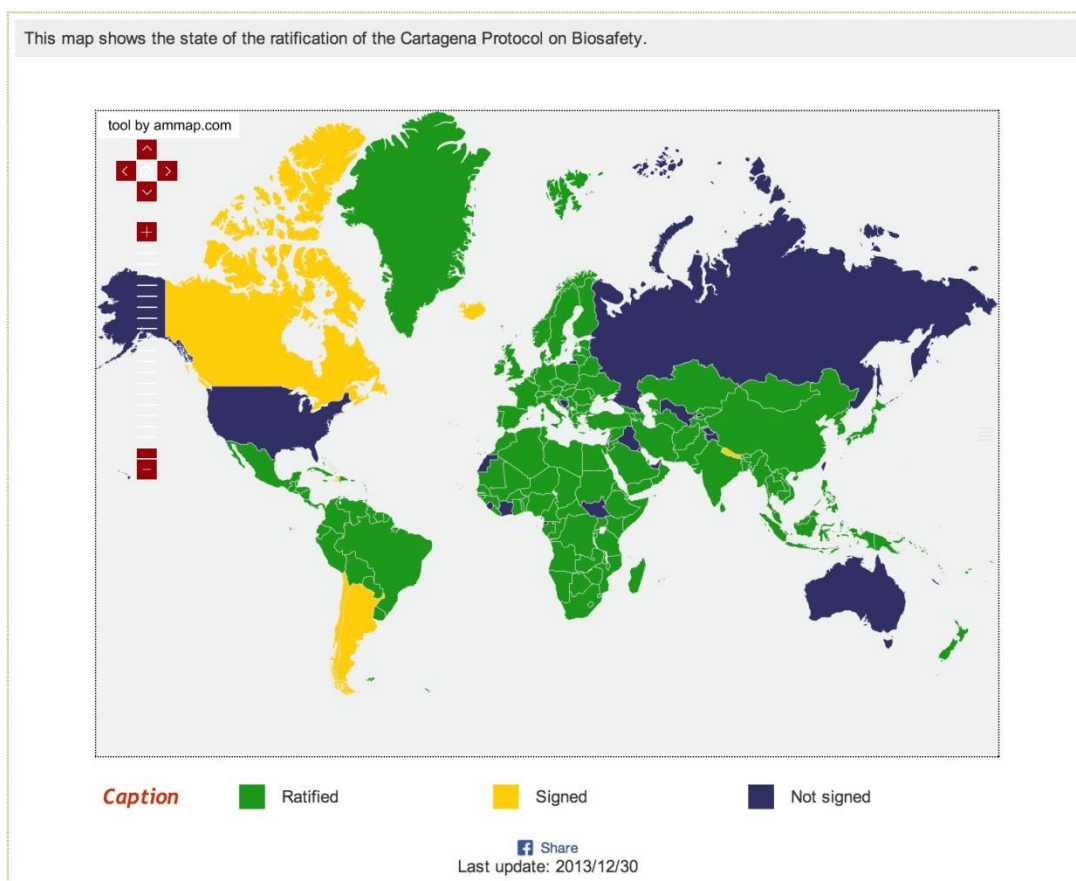 This map shows the state of the ratification of the Cartagena Protocol on Biosafety.
tool by ammap.com
Caption
Ratified
Signed
Not signed
Share
Last update: 2013/12/30